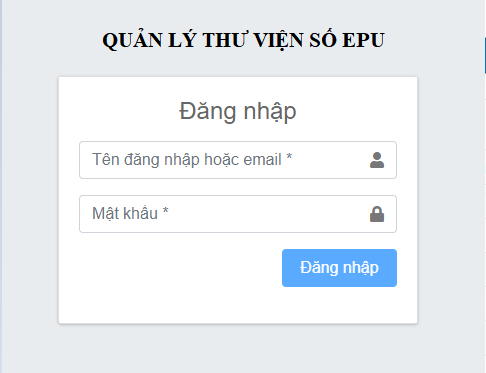 QUẢN LÝ THƯ VIỆN SỐ EPU
Đăng nhập
Tên đăng nhập hoặc email *
Mật khẩu *
Đăng nhập